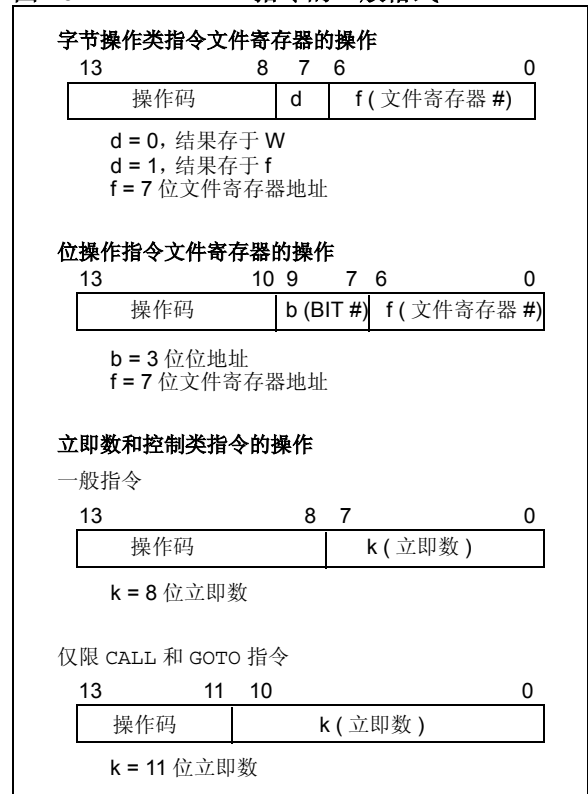 字节操作类指令文件寄存器的操作
13 8 7 6 0
操作码 d f ( 文件寄存器 #)
d = 0, 结果存于 W
d = 1, 结果存于 f
f = 7 位文件寄存器地址
位操作指令文件寄存器的操作
13 10 9 7 6 0
操作码 b (BIT #) f ( 文件寄存器 #)
b = 3 位位地址
f = 7 位文件寄存器地址
立即数和控制类指令的操作
一般指令
13 8 7 0
操作码 k ( 立即数 )
k = 8 位立即数
仅限 CALL 和 GOTO 指令
13 11 10 0
操作码 k ( 立即数 )
k = 11 位立即数